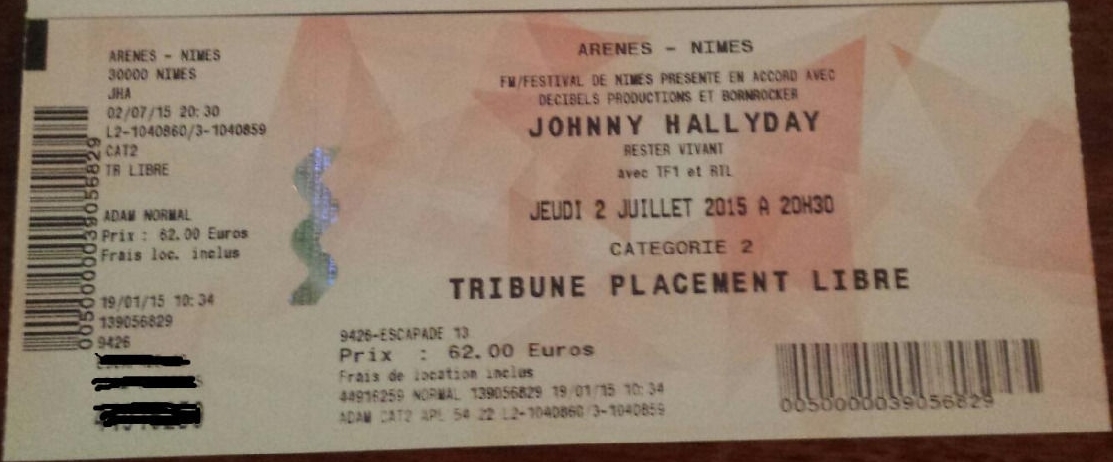 ARENES - NIMES
30000 NIMES
JHA
02/07/15 20:30
L2-1040860/3-1040859
CAT2
TR LIBRE
ADAM NORMAL
Prix : 62.00 Euros
Frais loc. inclus
19/01/15 10:34
139056829
9426
0050000039056829
ARENES - NIMES
FM/FESTIVAL DE NIMES PRESENTE EN ACCORD AVEC
DECIBELS PRODUCTIONS ET BORNROCKER
JOHNNY HALLYDAY
RESTER VIVANT
avec TF1 et RTL
JEUDI 2 JUILLET 2015 A 20H30
CATEGORIE 2
TRIBUNE PLACEMENT LIBRE
9426-ESCAPADE 13
Prix : 62.00 Euros
Frais de location inclus
44916259 NORMAL 139056829 19/01/15 10:34
ADAM CAT2 APL 54 22 L2-1040860/3-1040859
0050000039056829